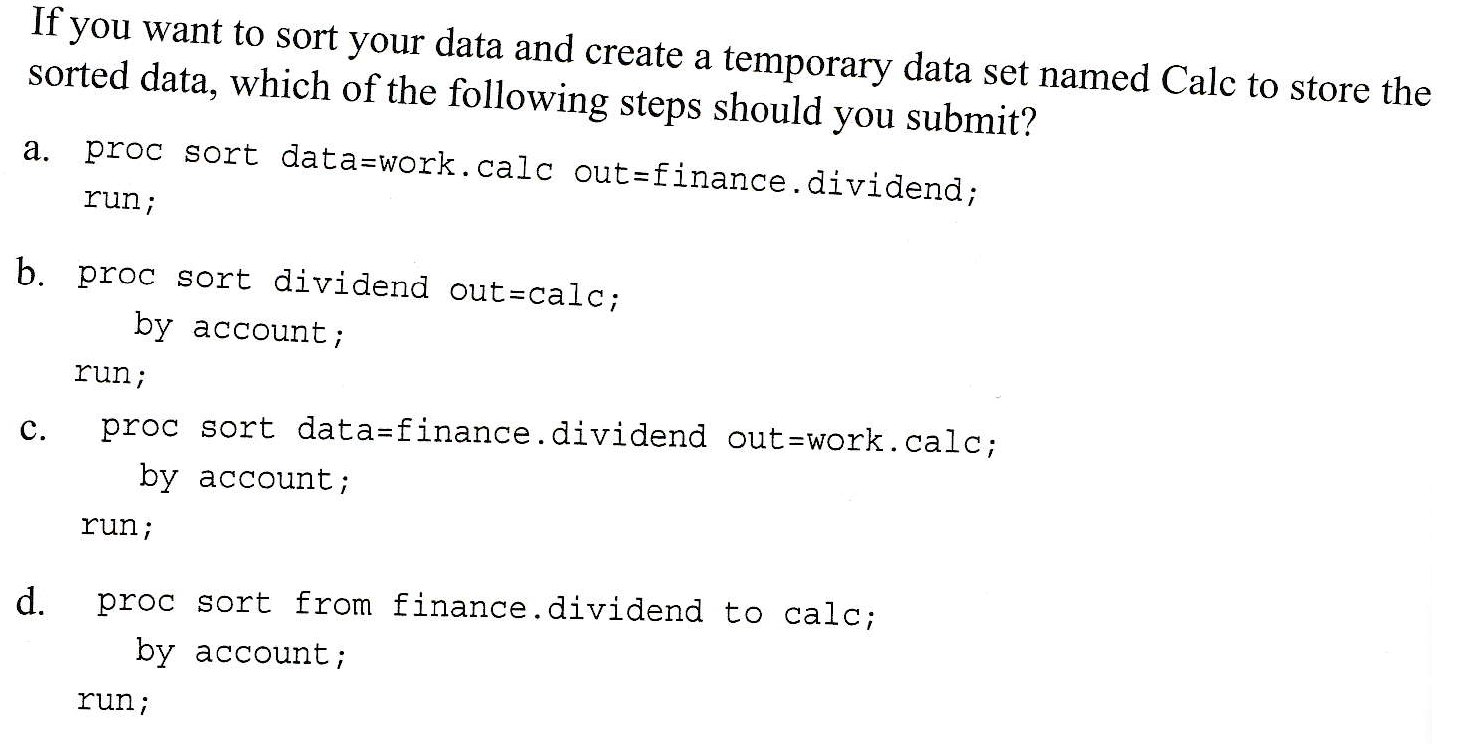 If you want to sort your data and create a temporary data set named Calc to store the
sorted data, which of the following steps should you submit?
a. proc sort data=work.calc out=finance.dividend;
run;
b. proc sort dividend out=calc;
by account;
run;
c. proc sort data=finance.dividend out=work.calc;
by account;
run;
d. proc sort from finance.dividend to calc;
by account;
run;